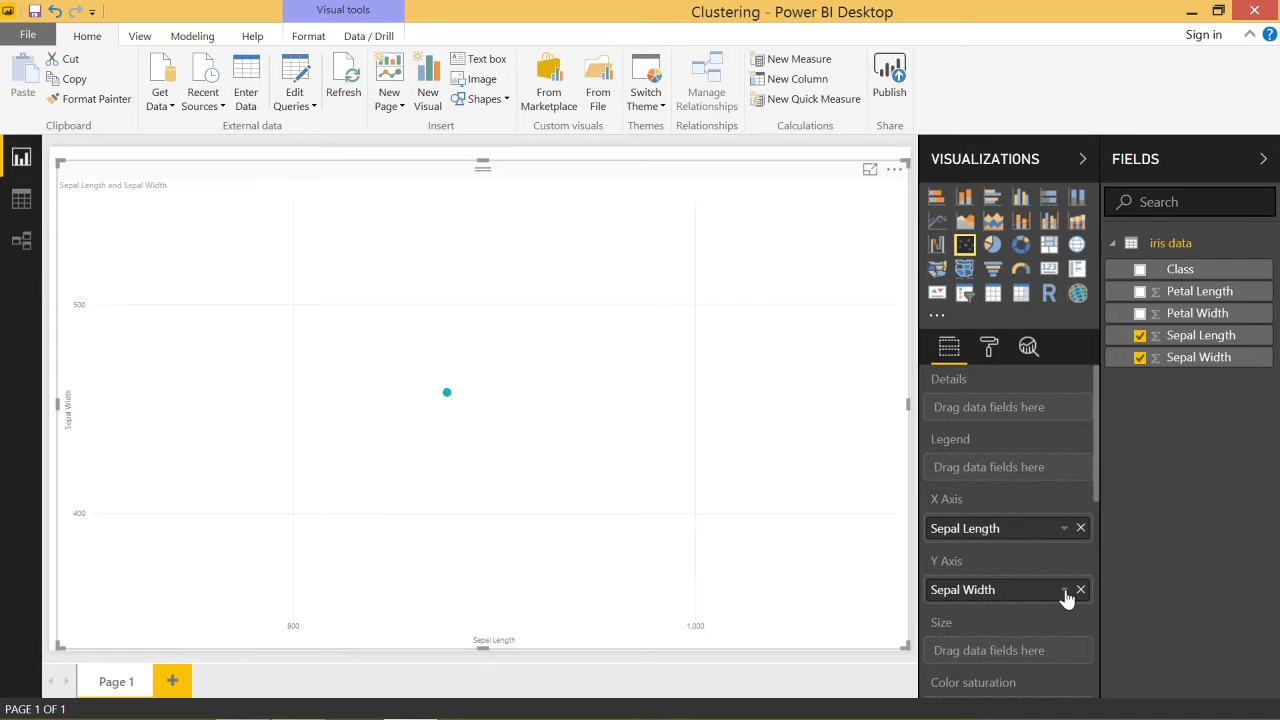 Visual tools
Clustering - Power BI Desktop
File
Home
View
Modeling
Help
Format
Data / Drill
Sign in
Paste
Cut
Copy
Format Painter
Clipboard
Get Data
Recent Sources
Enter Data
Edit Queries
External data
Refresh
New Page
New Visual
Text box
Image
Shapes
Insert
From Marketplace
From File
Custom visuals
Switch Theme
Themes
Manage Relationships
Relationships
New Measure
New Column
New Quick Measure
Calculations
Publish
Share
Sepal Length and Sepal Width
500
400
Sepal Width
800
1,000
Sepal Length
VISUALIZATIONS
123
R
Details
Drag data fields here
Legend
Drag data fields here
X Axis
Sepal Length
Y Axis
Sepal Width
Size
Drag data fields here
Color saturation
FIELDS
Search
iris data
Class
Petal Length
Petal Width
Sepal Length
Sepal Width
Page 1
PAGE 1 OF 1